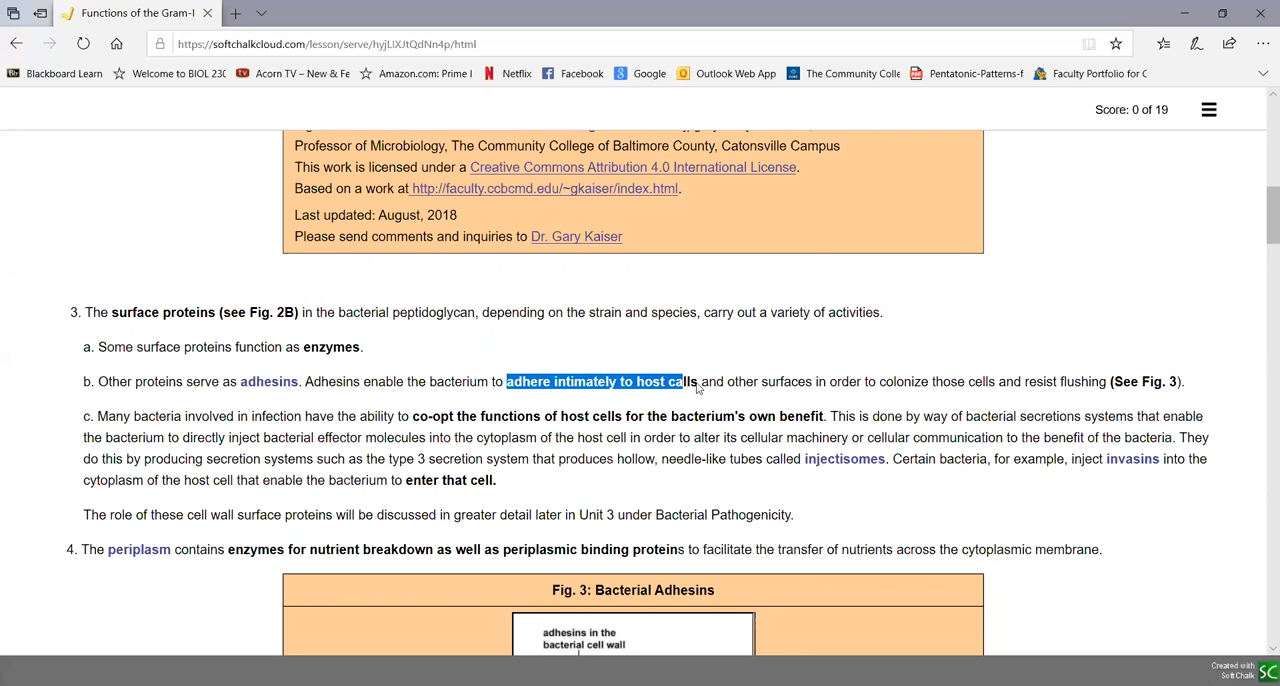 Functions of the Gram-I
https://softchalkcloud.com/lesson/serve/hyjLlXJtQdNn4p/html
Blackboard Learn Welcome to BIOL 230 Acorn TV – New & Fe Amazon.com: Prime I Netflix Facebook Google Outlook Web App The Community Colle Pentatonic-Patterns-f Faculty Portfolio for C
Score: 0 of 19
Professor of Microbiology, The Community College of Baltimore County, Catonsville Campus
This work is licensed under a Creative Commons Attribution 4.0 International License.
Based on a work at http://faculty.ccbcmd.edu/~gkaiser/index.html.
Last updated: August, 2018
Please send comments and inquiries to Dr. Gary Kaiser
3. The surface proteins (see Fig. 2B) in the bacterial peptidoglycan, depending on the strain and species, carry out a variety of activities.
a. Some surface proteins function as enzymes.
b. Other proteins serve as adhesins. Adhesins enable the bacterium to adhere intimately to host calls and other surfaces in order to colonize those cells and resist flushing (See Fig. 3).
c. Many bacteria involved in infection have the ability to co-opt the functions of host cells for the bacterium's own benefit. This is done by way of bacterial secretions systems that enable
the bacterium to directly inject bacterial effector molecules into the cytoplasm of the host cell in order to alter its cellular machinery or cellular communication to the benefit of the bacteria. They
do this by producing secretion systems such as the type 3 secretion system that produces hollow, needle-like tubes called injectisomes. Certain bacteria, for example, inject invasins into the
cytoplasm of the host cell that enable the bacterium to enter that cell.
The role of these cell wall surface proteins will be discussed in greater detail later in Unit 3 under Bacterial Pathogenicity.
4. The periplasm contains enzymes for nutrient breakdown as well as periplasmic binding proteins to facilitate the transfer of nutrients across the cytoplasmic membrane.
Fig. 3: Bacterial Adhesins
adhesins in the
bacterial cell wall
Created with
SoftChalk SC